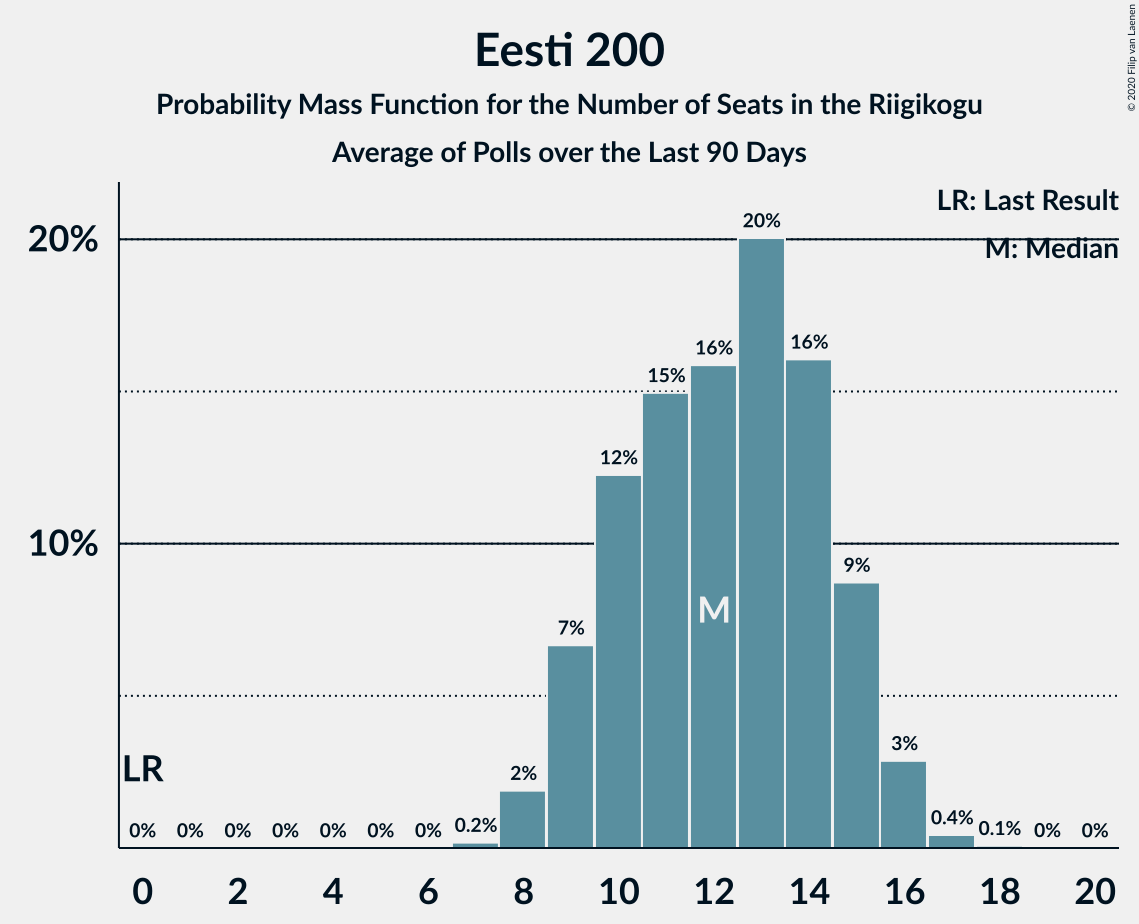 Eesti 200
Probability Mass Function for the Number of Seats in the Riigikogu
Average of Polls over the Last 90 Days
© 2020 Filip van Laenen
LR: Last Result
M: Median
20%
10%
LR
0%
0%
0%
0%
0%
0%
0%
0.2%
2%
7%
12%
15%
16%
20%
16%
9%
3%
0.4%
0.1%
0%
0%
M
0 2 4 6 8 10 12 14 16 18 20